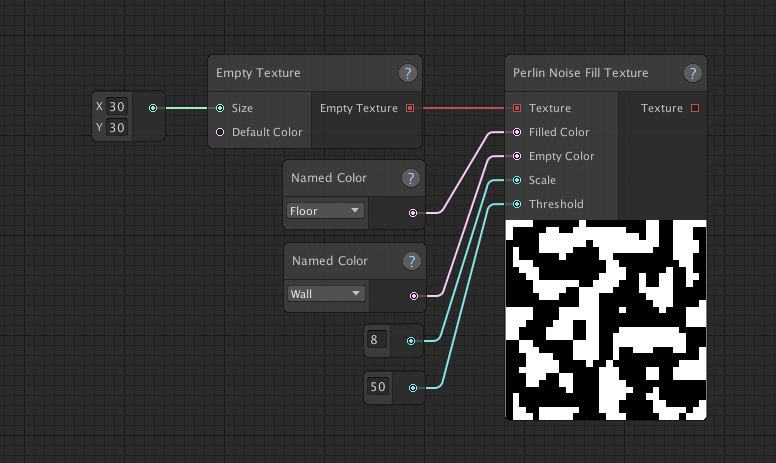 Empty Texture ?
Perlin Noise Fill Texture ?
X 30
Y 30
Size
Empty Texture
Default Color
Texture
Texture
Filled Color
Empty Color
Scale
Threshold
Named Color ?
Floor
Named Color ?
Wall
8
50